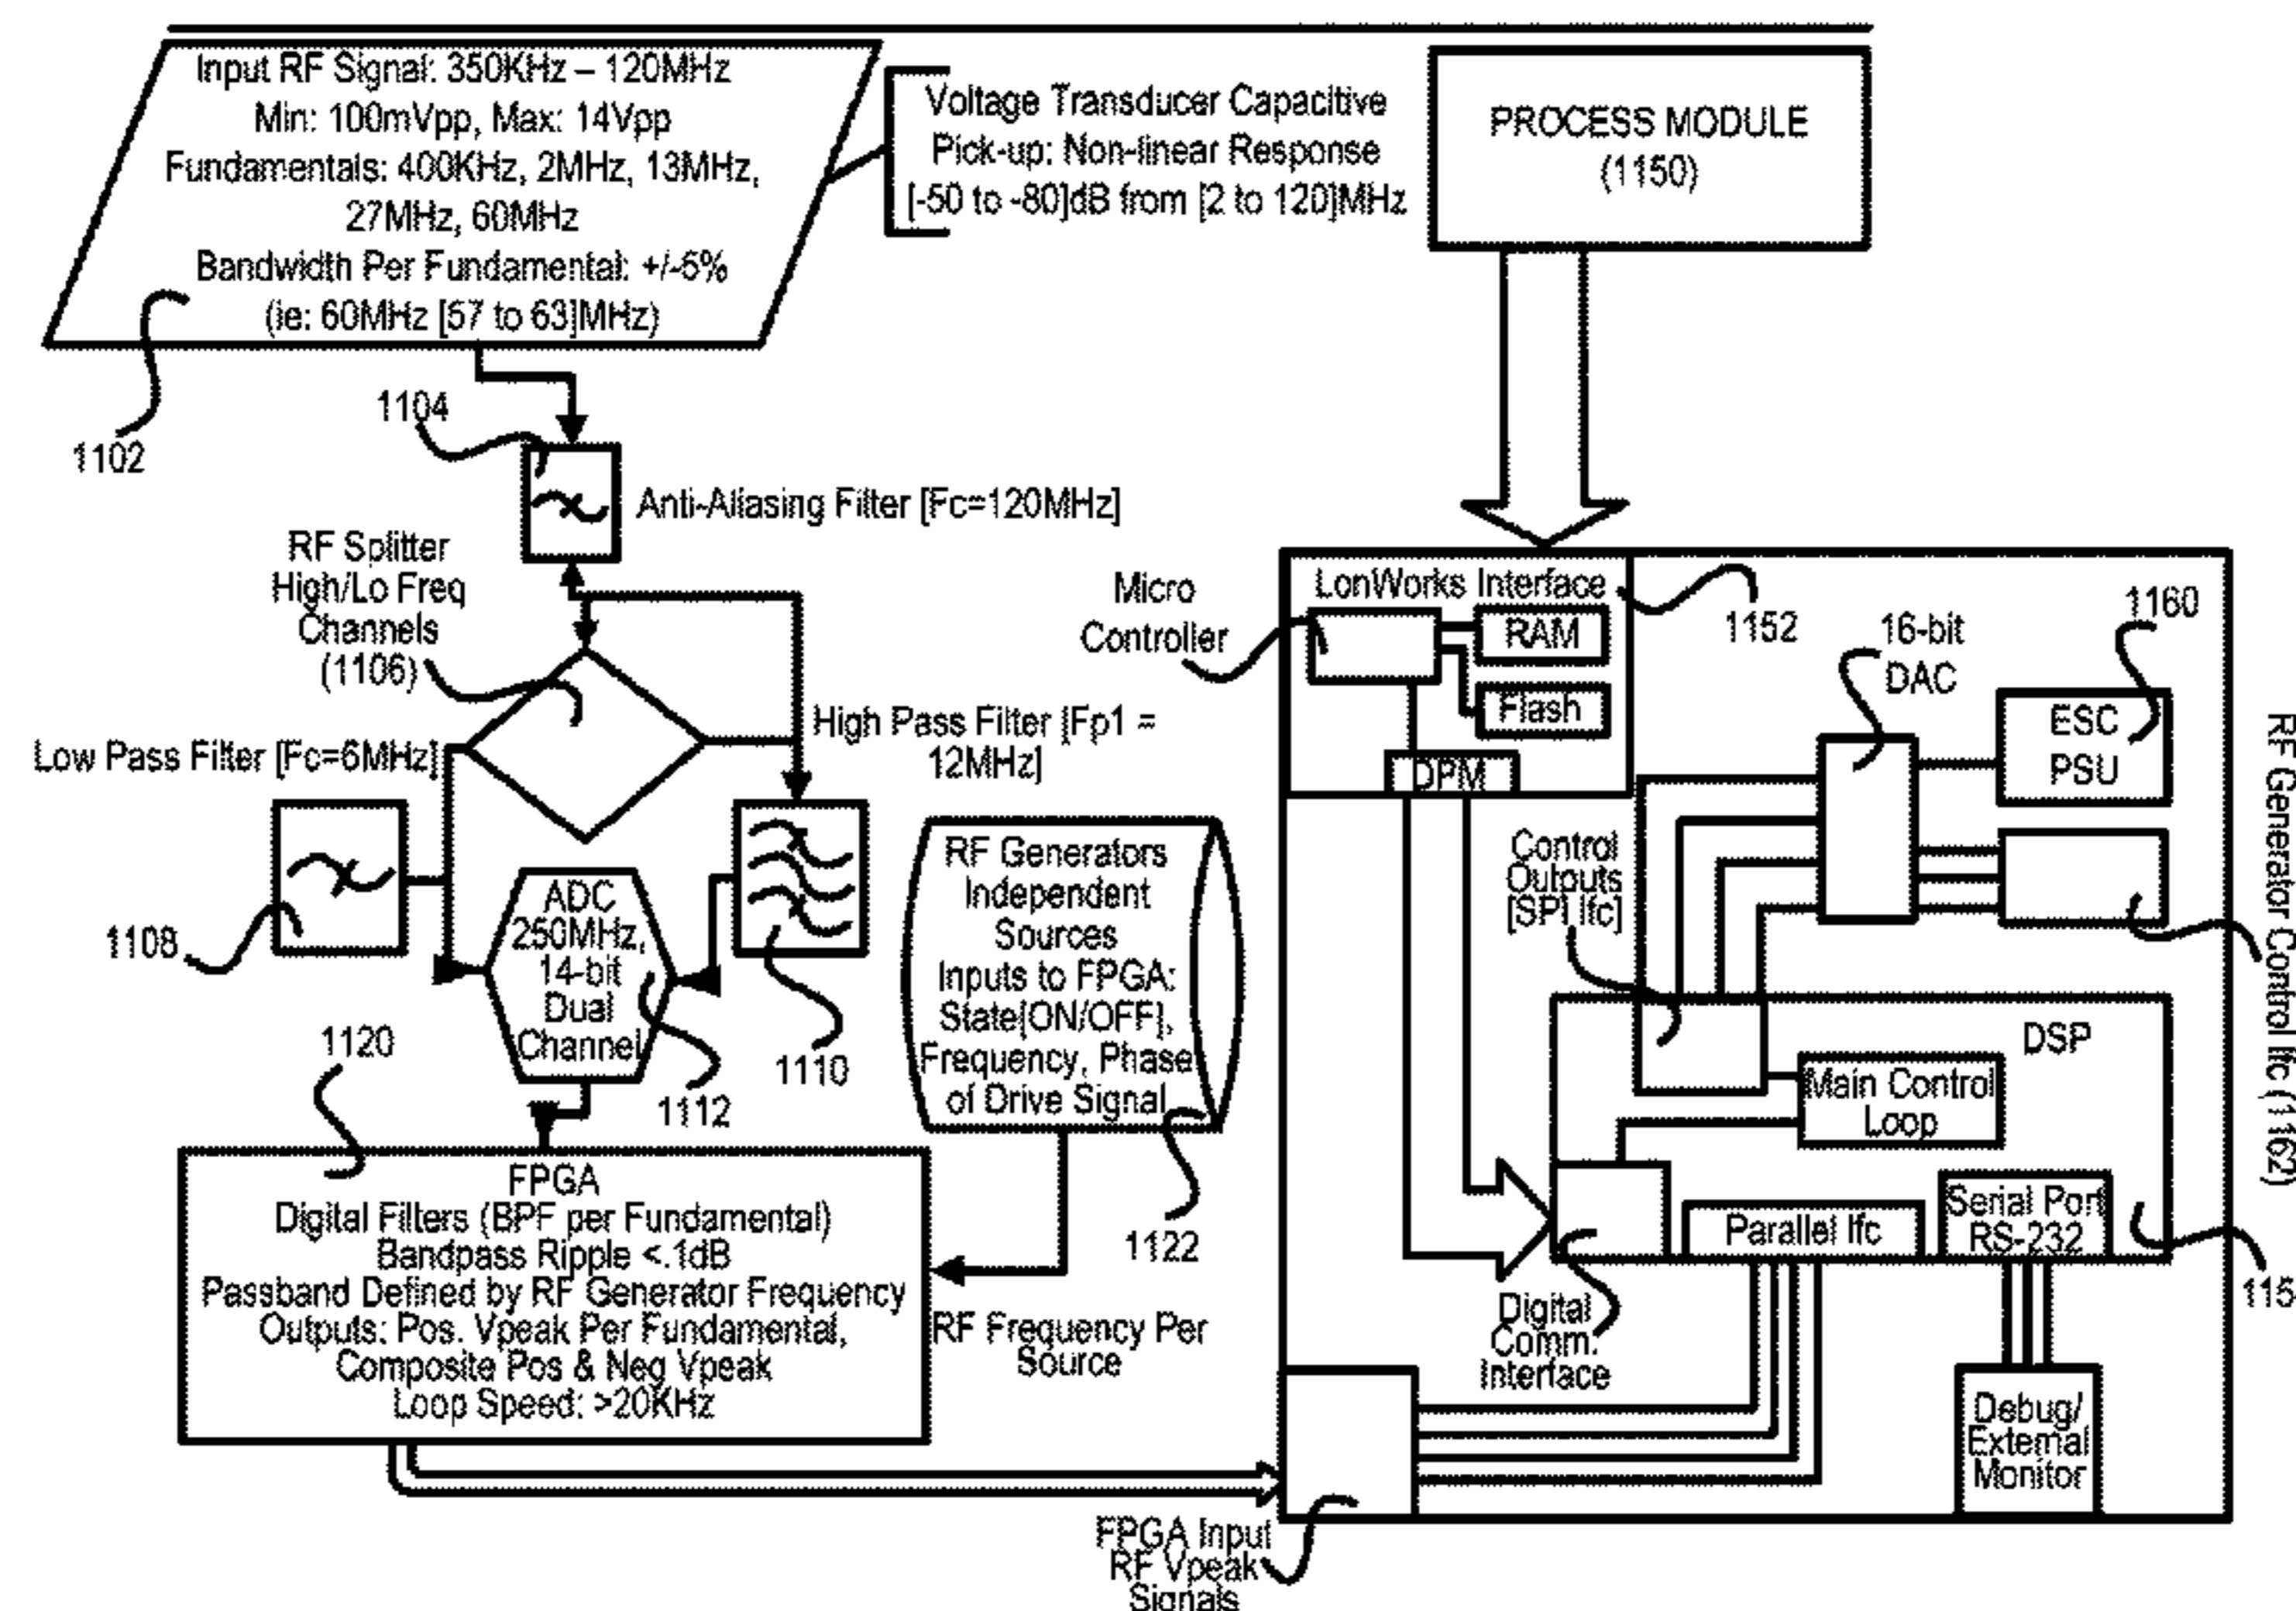 Input RF Signal: 350KHz – 120MHz
Min: 100mVpp, Max: 14Vpp
Fundamentals: 400KHz, 2MHz, 13MHz,
27MHz, 60MHz
Bandwidth Per Fundamental: +/-5%
(ie: 60MHz [57 to 63]MHz)
1102
Voltage Transducer Capacitive
Pick-up: Non-linear Response
[-50 to -80]dB from [2 to 120]MHz
PROCESS MODULE
(1150)
1104
Anti-Aliasing Filter [Fc=120MHz]
RF Splitter
High/Lo Freq
Channels
(1106)
Low Pass Filter [Fc=6MHz]
High Pass Filter [Fp1 =
12MHz]
1108
ADC
250MHz,
14-bit
Dual
Channel
1112
1110
RF Generators
Independent
Sources
Inputs to FPGA:
State[ON/OFF],
Frequency, Phase
of Drive Signal
1122
1120
FPGA
Digital Filters (BPF per Fundamental)
Bandpass Ripple <.1dB
Passband Defined by RF Generator Frequency
Outputs: Pos. Vpeak Per Fundamental,
Composite Pos & Neg Vpeak
Loop Speed: >20KHz
RF Frequency Per
Source
Micro
Controller
LonWorks Interface
RAM
Flash
DPM
1152
16-bit
DAC
1160
ESC
PSU
RF Generator Control Ifc (1162)
Control
Outputs
[SPI Ifc]
DSP
Main Control
Loop
Parallel Ifc
Serial Port
RS-232
115
Digital
Comm.
Interface
Debug/
External
Monitor
FPGA Input
RF Vpeak
Signals